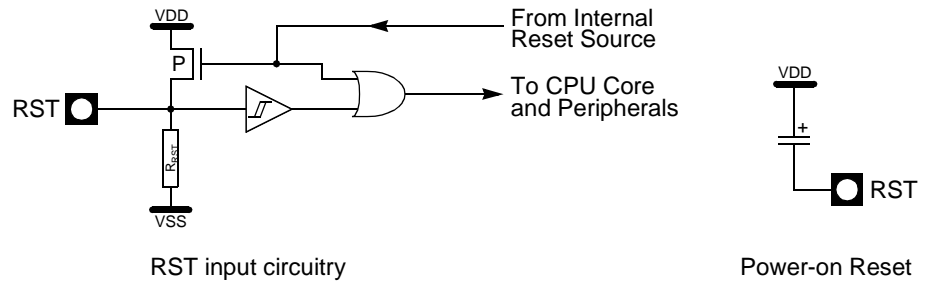 VDD
From Internal
Reset Source
P
To CPU Core
and Peripherals
RST
RRST
VSS
VDD
+
RST
RST input circuitry
Power-on Reset